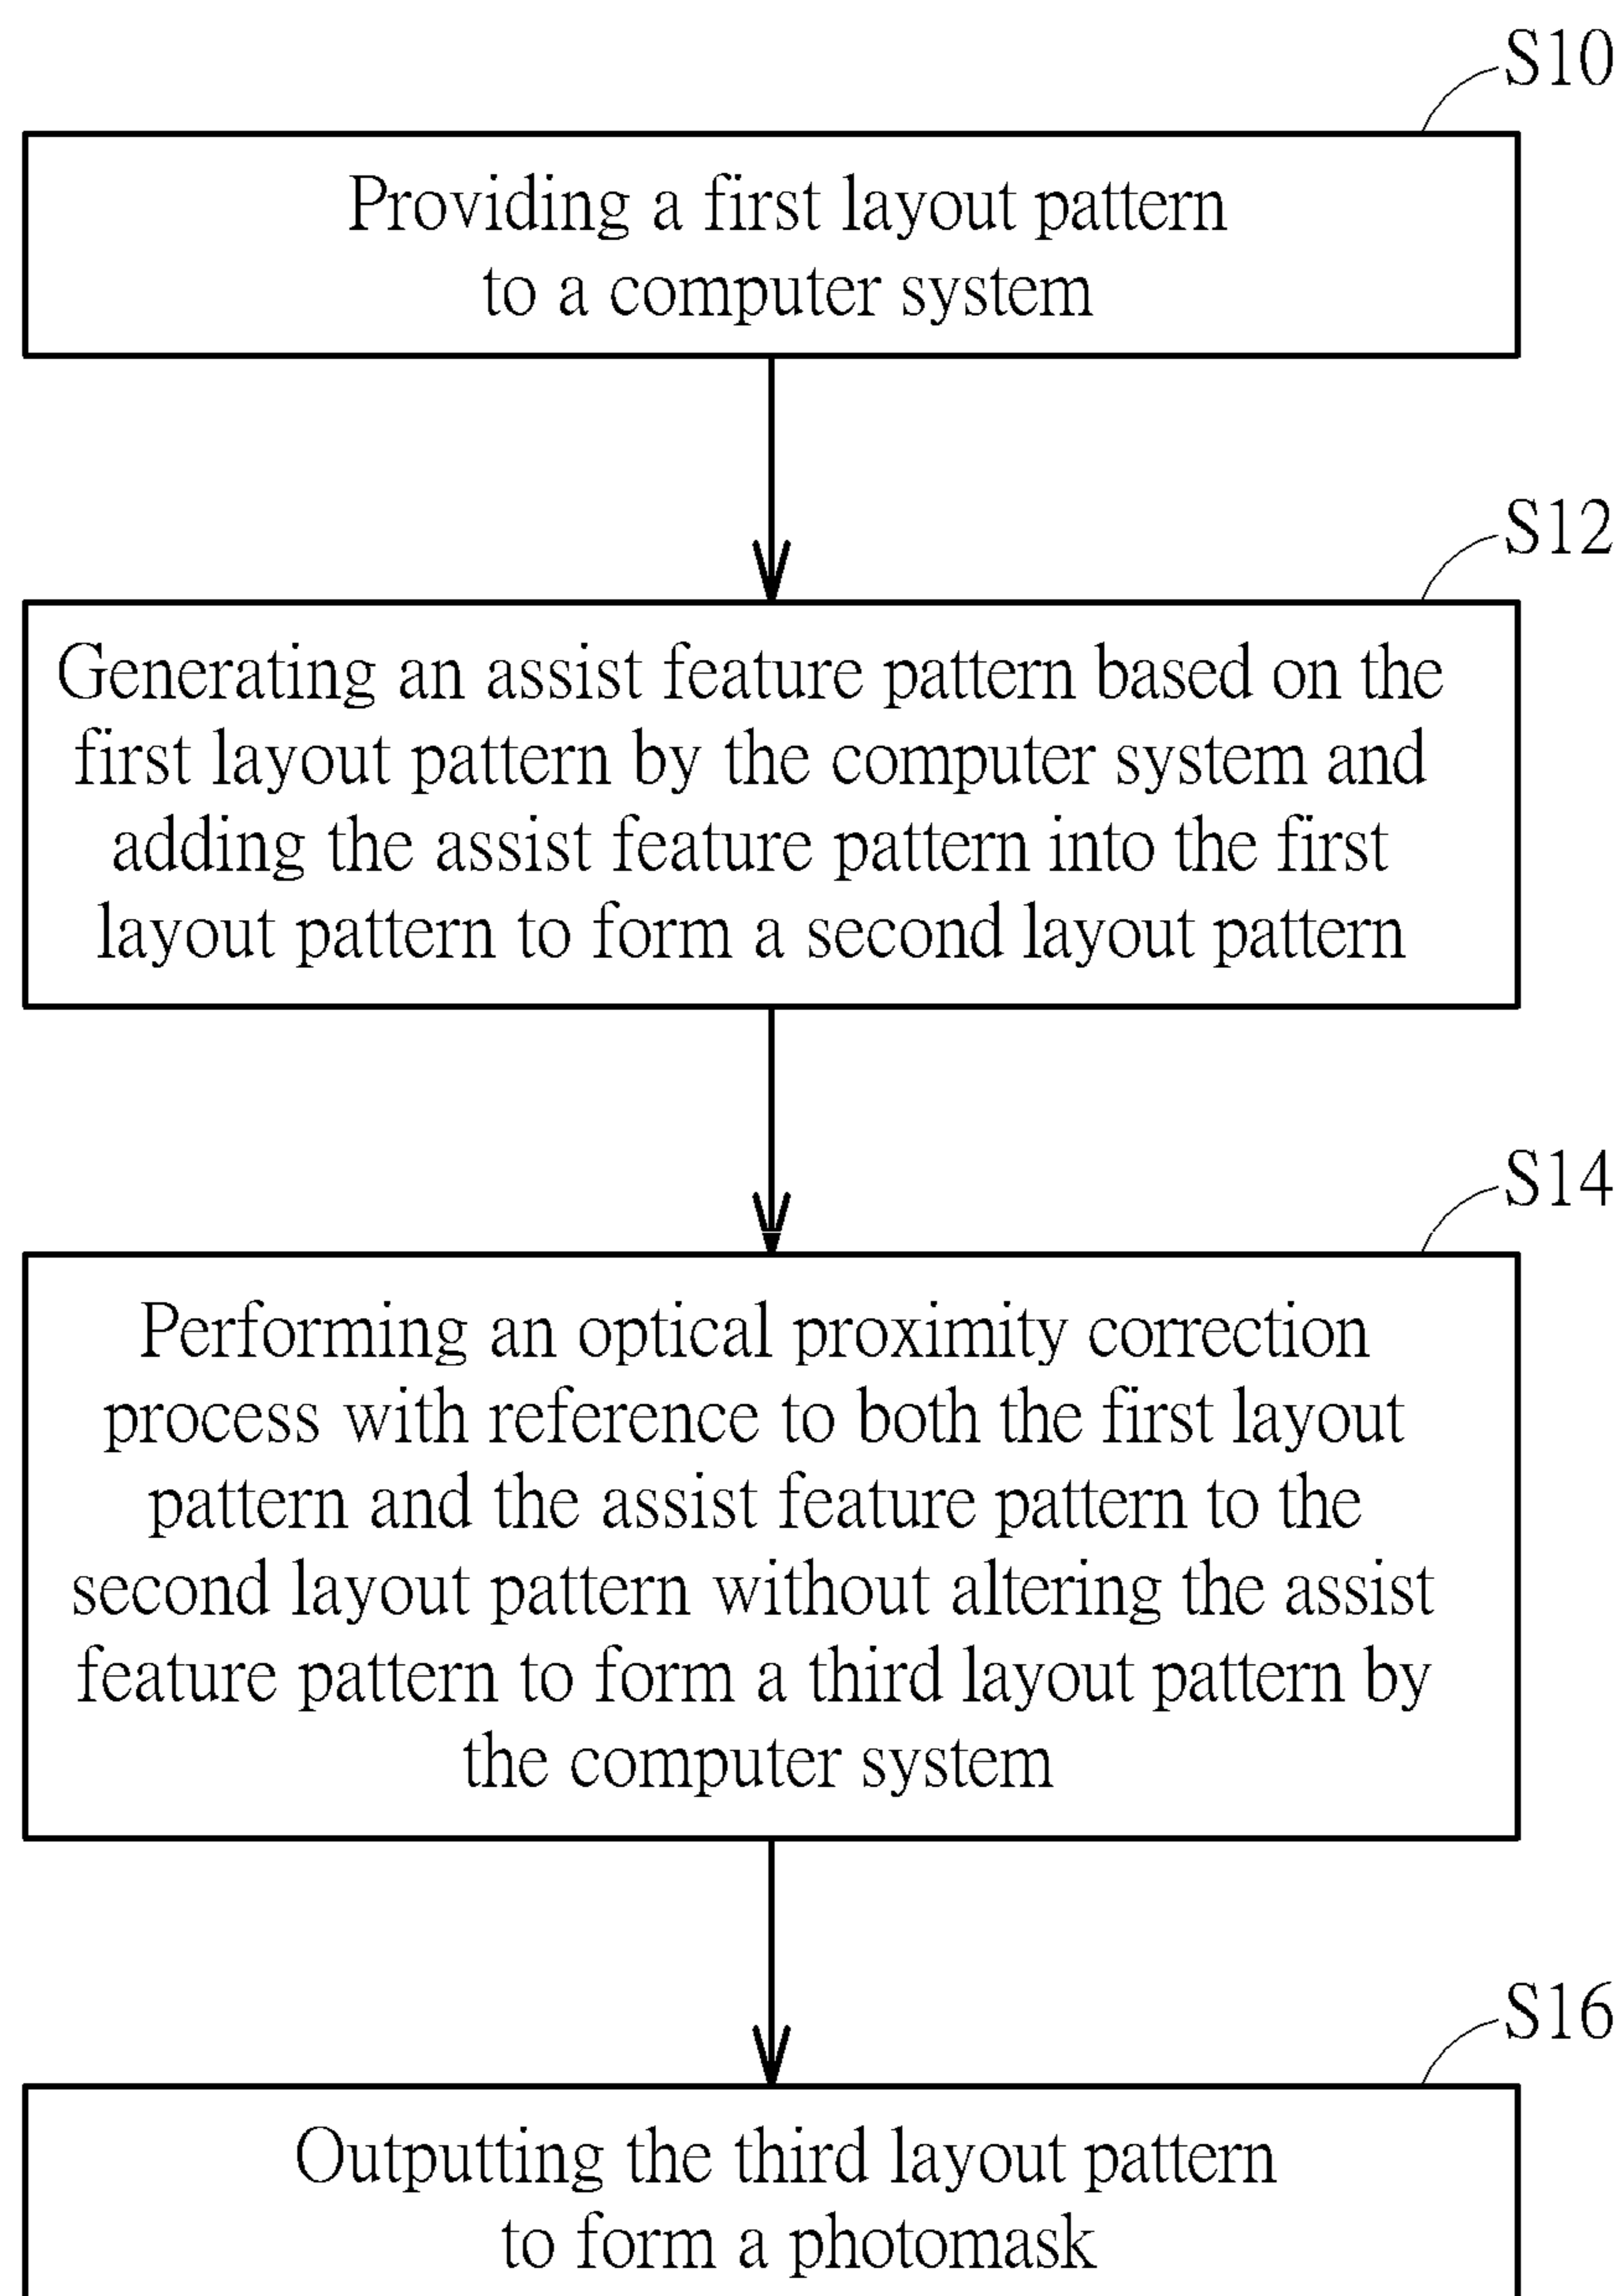 S10
Providing a first layout pattern
to a computer system
S12
Generating an assist feature pattern based on the
first layout pattern by the computer system and
adding the assist feature pattern into the first
layout pattern to form a second layout pattern
S14
Performing an optical proximity correction
process with reference to both the first layout
pattern and the assist feature pattern to the
second layout pattern without altering the assist
feature pattern to form a third layout pattern by
the computer system
S16
Outputting the third layout pattern
to form a photomask